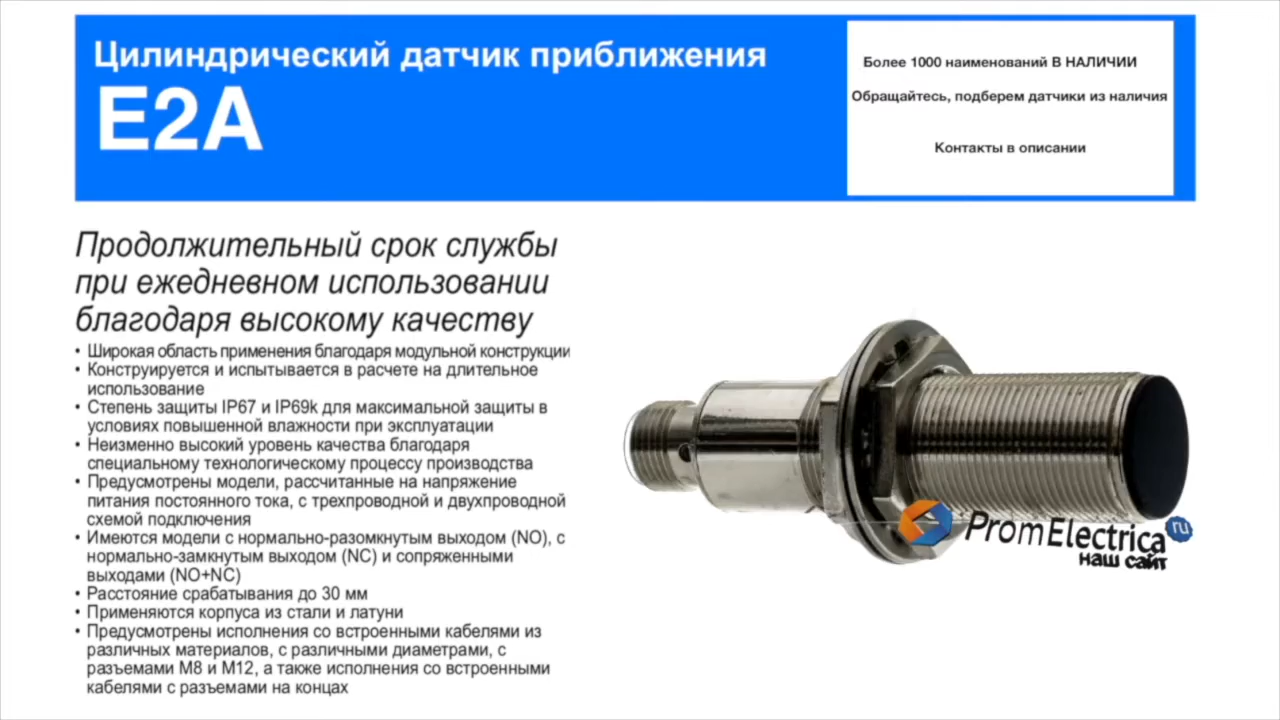 Цилиндрический датчик приближения
E2A
Более 1000 наименований В НАЛИЧИИ
Обращайтесь, подберем датчики из наличия
Контакты в описании
Продолжительный срок службы
при ежедневном использовании
благодаря высокому качеству
• Широкая область применения благодаря модульной конструкции
• Конструируется и испытывается в расчете на длительное
использование
• Степень защиты IP67 и IP69k для максимальной защиты в
условиях повышенной влажности при эксплуатации
• Неизменно высокий уровень качества благодаря
специальному технологическому процессу производства
• Предусмотрены модели, рассчитанные на напряжение
питания постоянного тока, с трехпроводной и двухпроводной
схемой подключения
• Имеются модели с нормально-разомкнутым выходом (NO), с
нормально-замкнутым выходом (NC) и сопряженными
выходами (NO+NC)
• Расстояние срабатывания до 30 мм
• Применяются корпуса из стали и латуни
• Предусмотрены исполнения со встроенными кабелями из
различных материалов, с различными диаметрами, с
разъемами M8 и M12, а также исполнения со встроенными
кабелями с разъемами на концах
PromElectrica ru
наш сайт